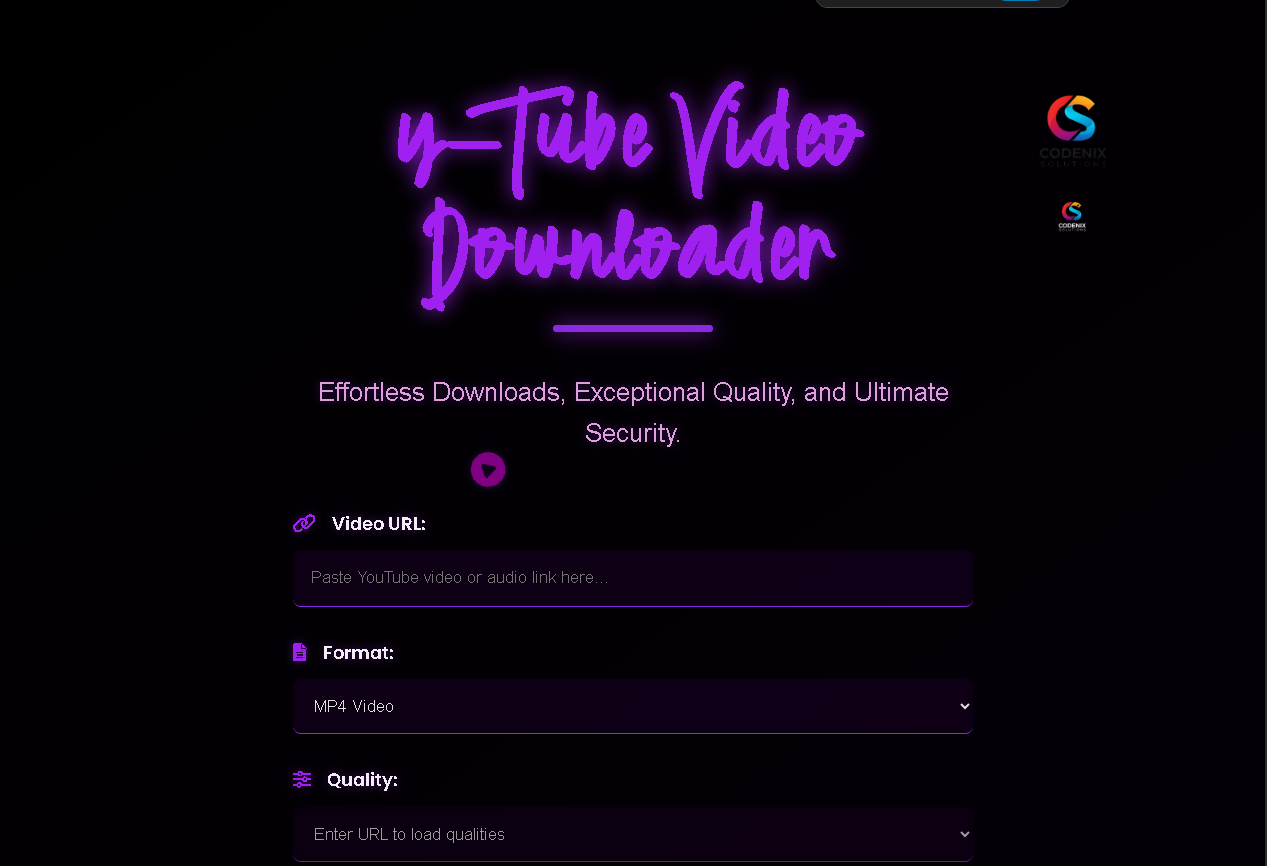 y-Tube Video
Downloader
CODENIX
SOLUTIONS
CODENIX
SOLUTIONS
Effortless Downloads, Exceptional Quality, and Ultimate
Security.
Video URL:
Paste YouTube video or audio link here...
Format:
MP4 Video
Quality:
Enter URL to load qualities